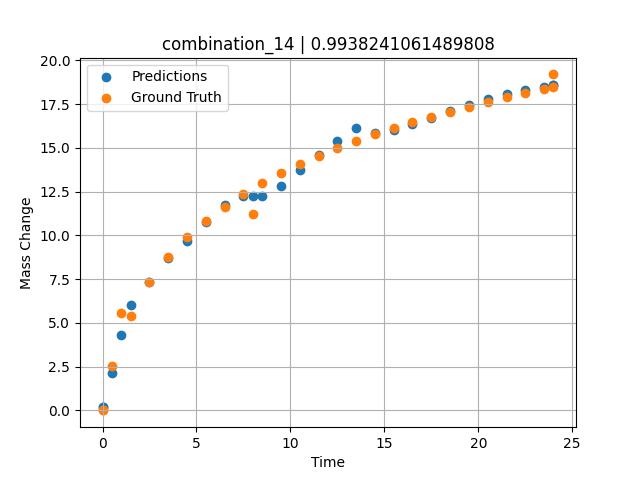 combination_14 | 0.9938241061489808
Predictions
Ground Truth
Mass Change
20.0
17.5
15.0
12.5
10.0
7.5
5.0
2.5
0.0
0 5 10 15 20 25
Time